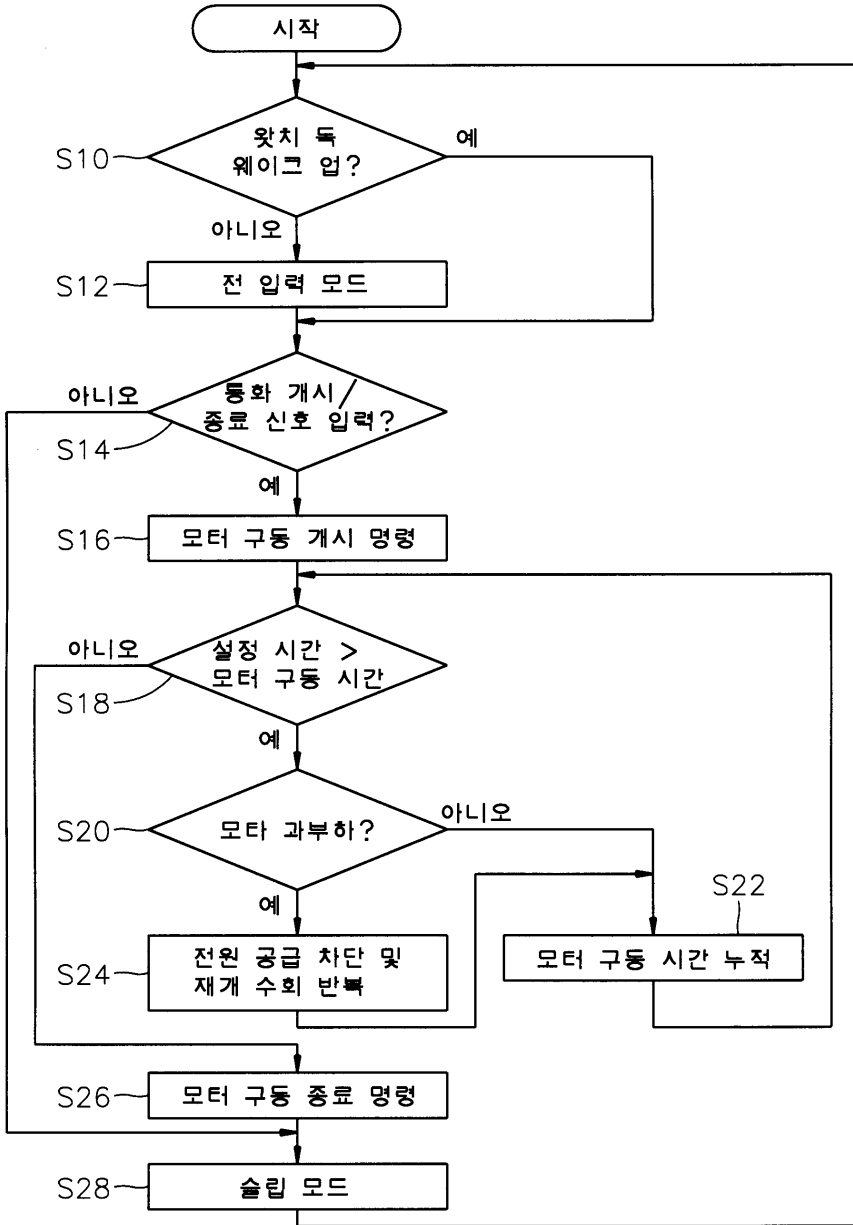 시작
S10
왓치 독
웨이크 업?
예
아니오
S12
전 입력 모드
아니오
S14
통화 개시/
종료 신호 입력?
예
S16
모터 구동 개시 명령
아니오
S18
설정 시간 >
모터 구동 시간
예
S20
모타 과부하?
아니오
예
S22
모터 구동 시간 누적
S24
전원 공급 차단 및
재개 수회 반복
S26
모터 구동 종료 명령
S28
슬립 모드